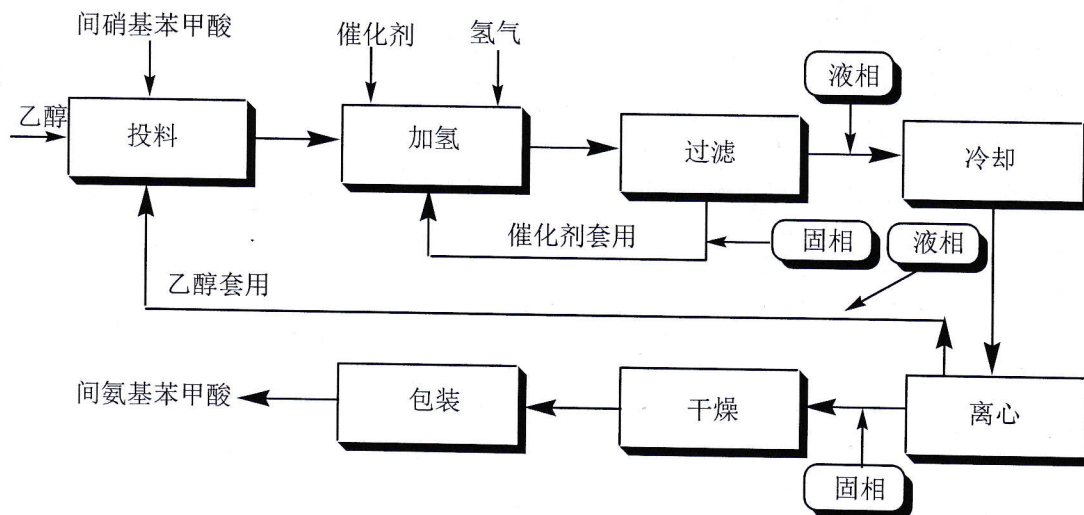 间硝基苯甲酸
催化剂
氢气
液相
乙醇
投料
加氢
过滤
冷却
催化剂套用
固相
液相
乙醇套用
间氨基苯甲酸
包装
干燥
离心
固相